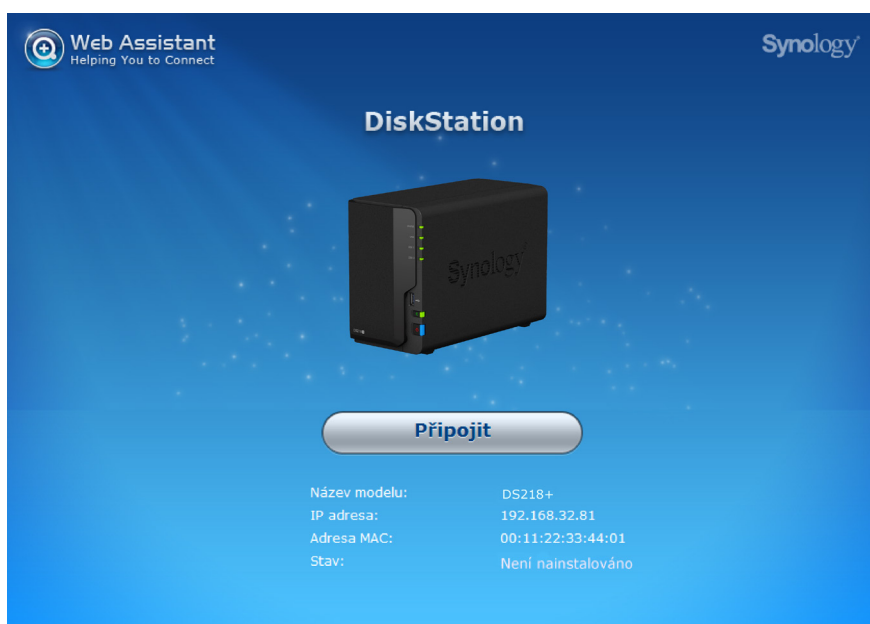 Web Assistant
Helping You to Connect
Synology
DiskStation
Synology
Připojit
Název modelu: DS218+
IP adresa: 192.168.32.81
Adresa MAC: 00:11:22:33:44:01
Stav: Není nainstalováno